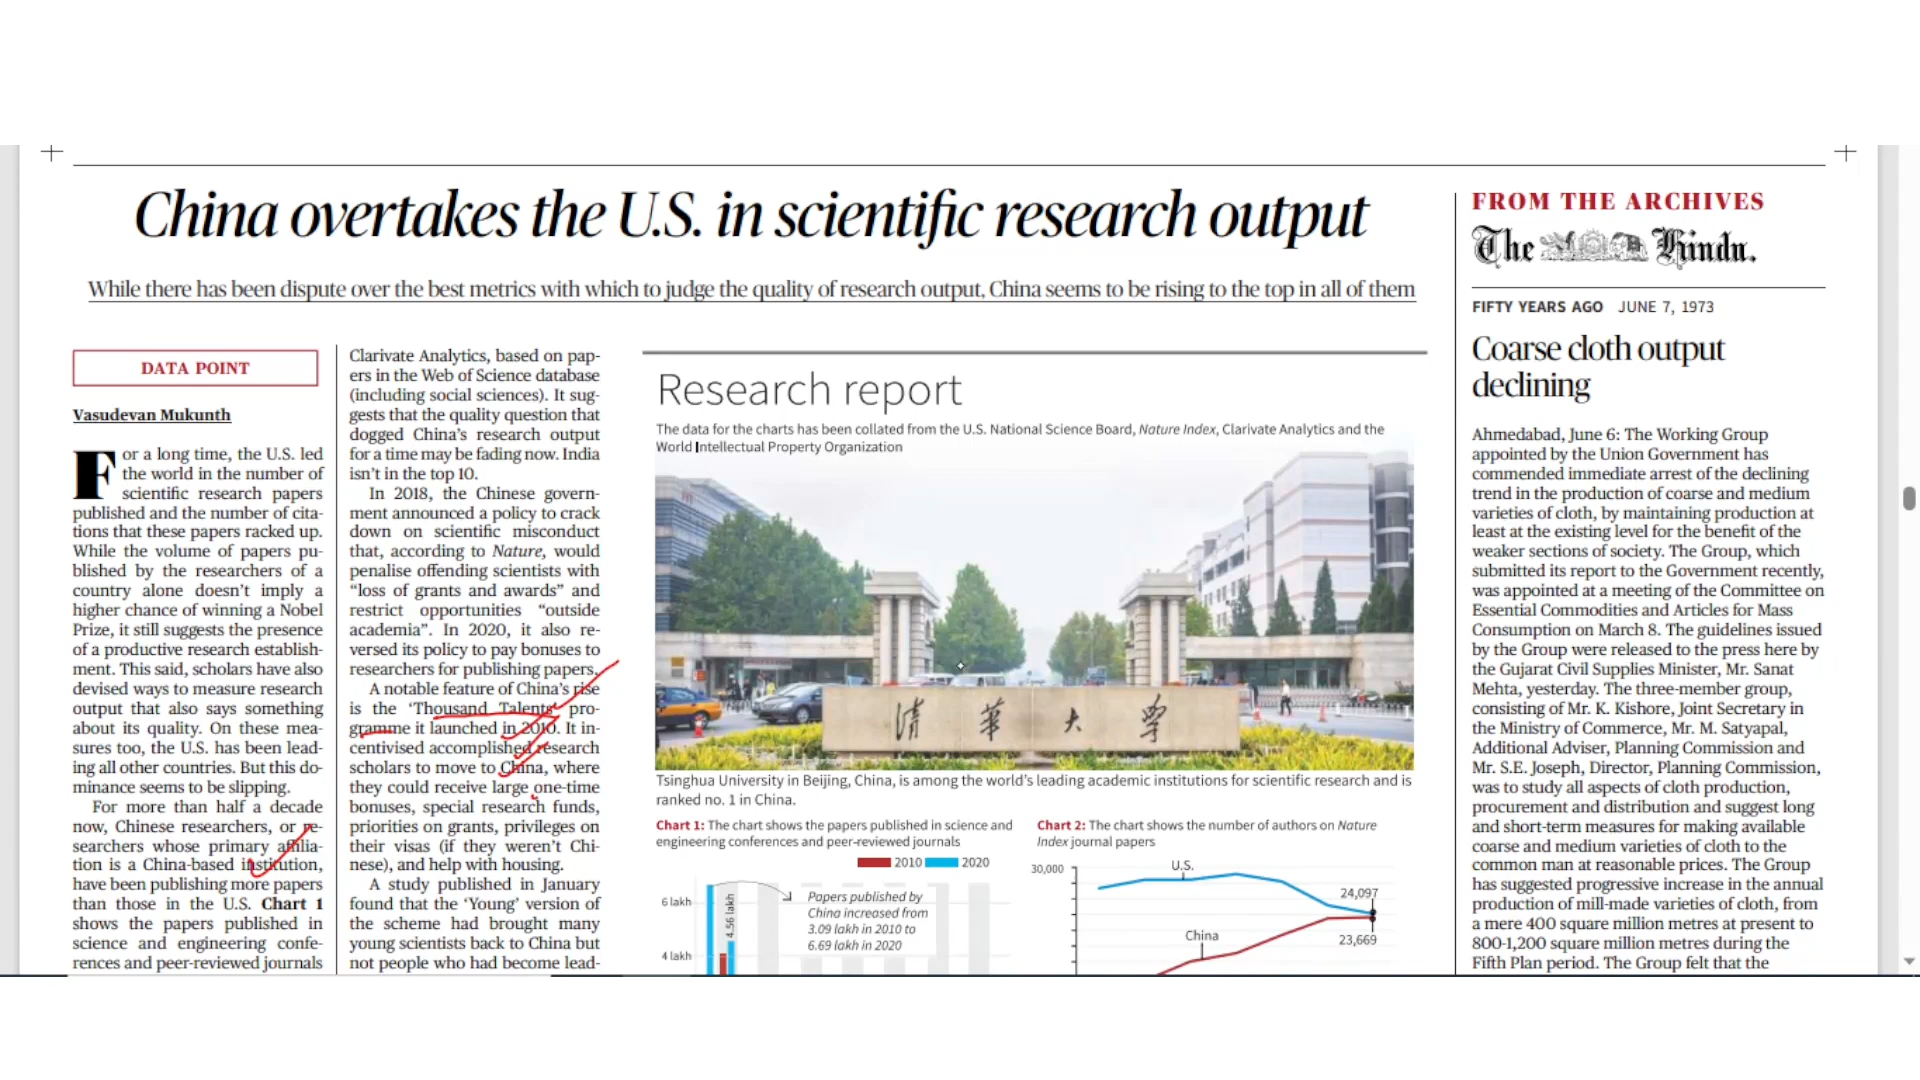 China overtakes the U.S. in scientific research output
While there has been dispute over the best metrics with which to judge the quality of research output, China seems to be rising to the top in all of them
DATA POINT
Vasudevan Mukunth
For a long time, the U.S. led
the world in the number of
scientific research papers
published and the number of cita-
tions that these papers racked up.
While the volume of papers pu-
blished by the researchers of a
country alone doesn't imply a
higher chance of winning a Nobel
Prize, it still suggests the presence
of a productive research establish-
ment. This said, scholars have also
devised ways to measure research
output that also says something
about its quality. On these mea-
sures too, the U.S. has been lead-
ing all other countries. But this do-
minance seems to be slipping.
For more than half a decade
now, Chinese researchers, or re-
searchers whose primary affilia-
tion is a China-based institution,
have been publishing more papers
than those in the U.S. Chart 1
shows the papers published in
science and engineering confe-
rences and peer-reviewed journals
Clarivate Analytics, based on pap-
ers in the Web of Science database
(including social sciences). It sug-
gests that the quality question that
dogged China's research output
for a time may be fading now. India
isn't in the top 10.
In 2018, the Chinese govern-
ment announced a policy to crack
down on scientific misconduct
that, according to Nature, would
penalise offending scientists with
"loss of grants and awards" and
restrict opportunities "outside
academia". In 2020, it also re-
versed its policy to pay bonuses to
researchers for publishing papers.
A notable feature of China's rise
is the 'Thousand Talents' pro-
gramme it launched in 2010. It in-
centivised accomplished research
scholars to move to China, where
they could receive large one-time
bonuses, special research funds,
priorities on grants, privileges on
their visas (if they weren't Chi-
nese), and help with housing.
A study published in January
found that the 'Young' version of
the scheme had brought many
young scientists back to China but
not people who had become lead-
Research report
The data for the charts has been collated from the U.S. National Science Board, Nature Index, Clarivate Analytics and the
World Intellectual Property Organization
清華大學
Tsinghua University in Beijing, China, is among the world's leading academic institutions for scientific research and is
ranked no. 1 in China.
Chart 1: The chart shows the papers published in science and
engineering conferences and peer-reviewed journals
2010 2020
6 lakh
4 lakh
4.56 lakh
Papers published by
China increased from
3.09 lakh in 2010 to
6.69 lakh in 2020
Chart 2: The chart shows the number of authors on Nature
Index journal papers
30,000
U.S.
24,097
China
23,669
FROM THE ARCHIVES
The Hindu.
FIFTY YEARS AGO JUNE 7, 1973
Coarse cloth output
declining
Ahmedabad, June 6: The Working Group
appointed by the Union Government has
commended immediate arrest of the declining
trend in the production of coarse and medium
varieties of cloth, by maintaining production at
least at the existing level for the benefit of the
weaker sections of society. The Group, which
submitted its report to the Government recently,
was appointed at a meeting of the Committee on
Essential Commodities and Articles for Mass
Consumption on March 8. The guidelines issued
by the Group were released to the press here by
the Gujarat Civil Supplies Minister, Mr. Sanat
Mehta, yesterday. The three-member group,
consisting of Mr. K. Kishore, Joint Secretary in
the Ministry of Commerce, Mr. M. Satyapal,
Additional Adviser, Planning Commission and
Mr. S.E. Joseph, Director, Planning Commission,
was to study all aspects of cloth production,
procurement and distribution and suggest long
and short-term measures for making available
coarse and medium varieties of cloth to the
common man at reasonable prices. The Group
has suggested progressive increase in the annual
production of mill-made varieties of cloth, from
a mere 400 square million metres at present to
800-1,200 square million metres during the
Fifth Plan period. The Group felt that the